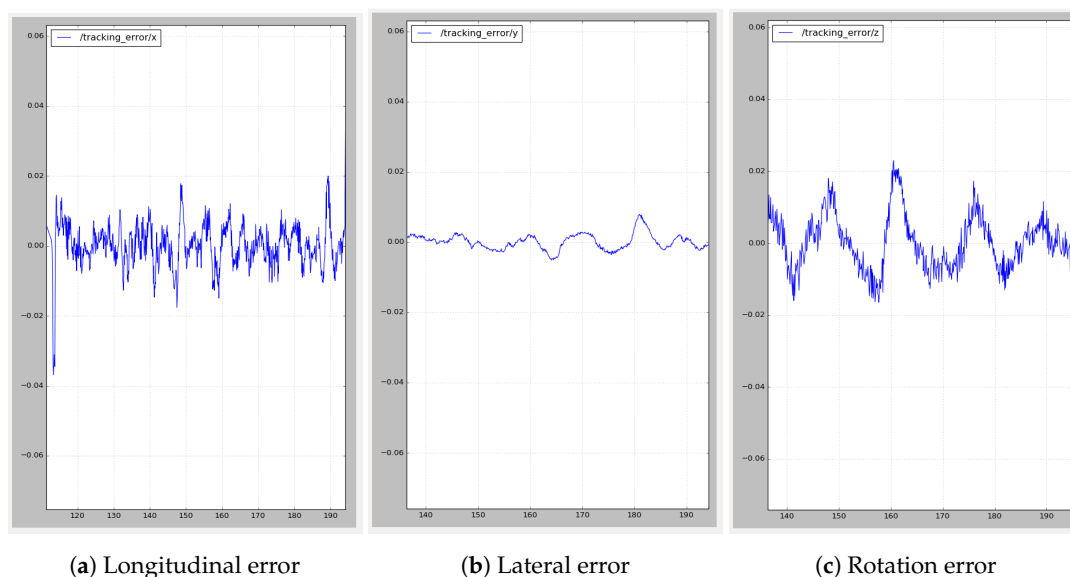 /tracking_error/x
0.06
0.04
0.02
0.00
−0.02
−0.04
−0.06
120 130 140 150 160 170 180 190
/tracking_error/y
0.06
0.04
0.02
0.00
−0.02
−0.04
−0.06
140 150 160 170 180 190
/tracking_error/z
0.06
0.04
0.02
0.00
−0.02
−0.04
−0.06
140 150 160 170 180 190
(a) Longitudinal error
(b) Lateral error
(c) Rotation error